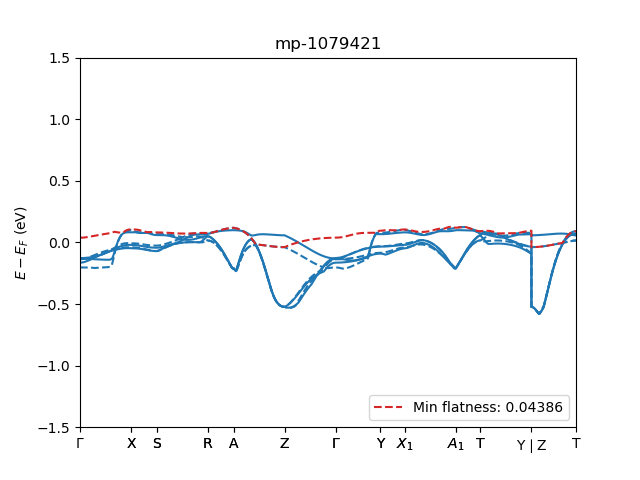 mp-1079421
E − E_F (eV)
1.5
1.0
0.5
0.0
−0.5
−1.0
−1.5
Min flatness: 0.04386
Γ X S R A Z Γ Y X₁ A₁ T Y | Z T